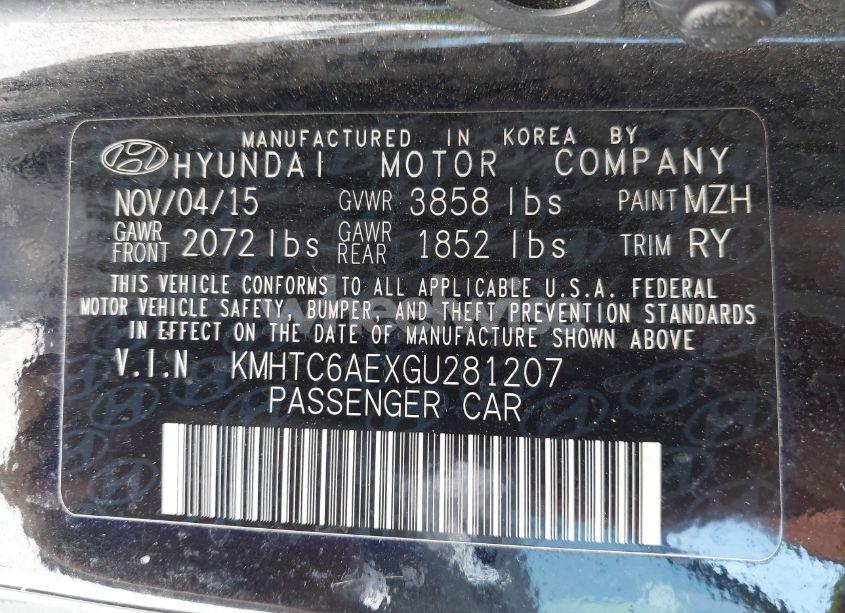 MANUFACTURED IN KOREA BY
HYUNDAI MOTOR COMPANY
NOV/04/15 GVWR 3858 lbs PAINT MZH
GAWR FRONT 2072 lbs GAWR REAR 1852 lbs TRIM RY
THIS VEHICLE CONFORMS TO ALL APPLICABLE U.S.A. FEDERAL
MOTOR VEHICLE SAFETY, BUMPER, AND THEFT PREVENTION STANDARDS
IN EFFECT ON THE DATE OF MANUFACTURE SHOWN ABOVE
V.I.N KMHTC6AEXGU281207
PASSENGER CAR